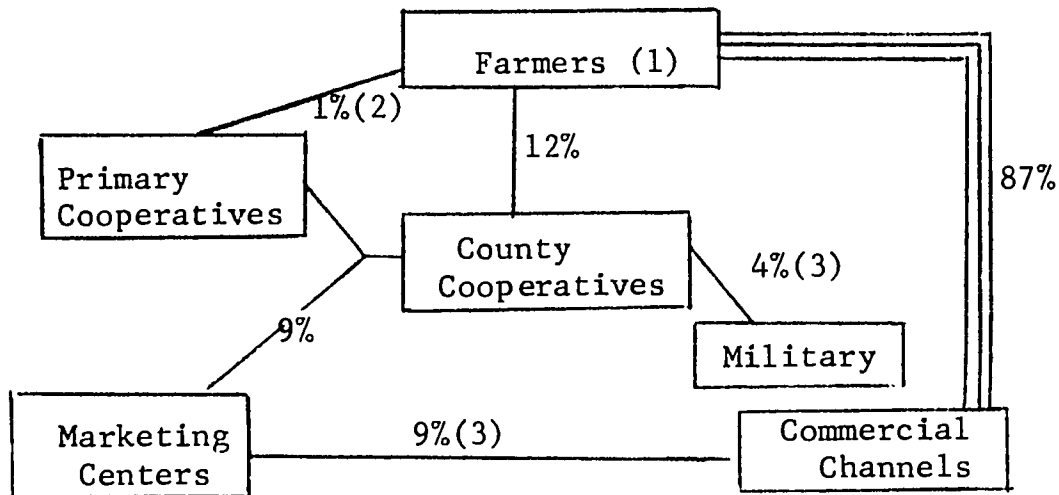 Farmers (1)
1%(2)
12%
87%
Primary
Cooperatives
County
Cooperatives
4%(3)
9%
Military
Marketing
Centers
9%(3)
Commercial
Channels